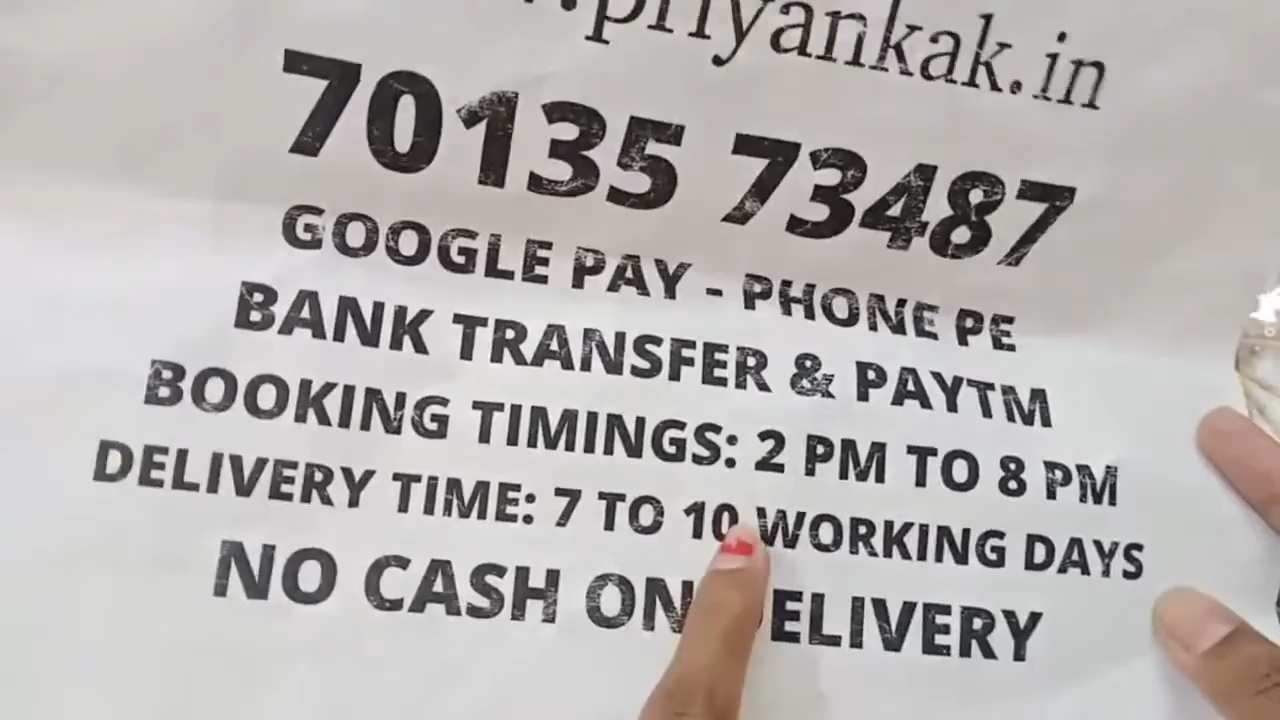 .priyankak.in
70135 73487
GOOGLE PAY - PHONE PE
BANK TRANSFER & PAYTM
BOOKING TIMINGS: 2 PM TO 8 PM
DELIVERY TIME: 7 TO 10 WORKING DAYS
NO CASH ON DELIVERY